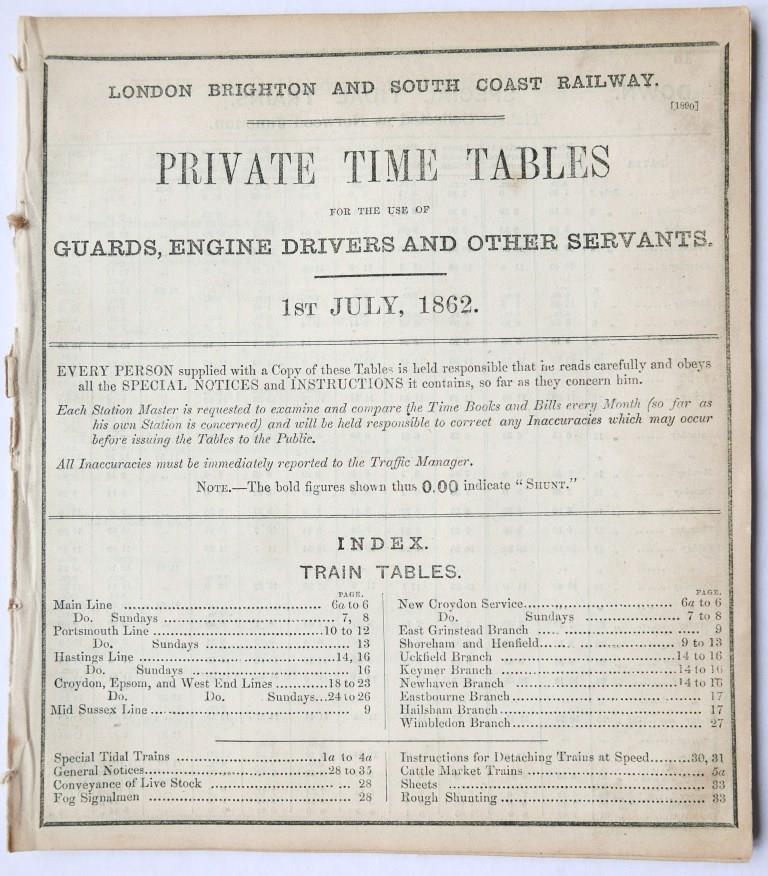 LONDON BRIGHTON AND SOUTH COAST RAILWAY.
[1890]
PRIVATE TIME TABLES
FOR THE USE OF
GUARDS, ENGINE DRIVERS AND OTHER SERVANTS.
1ST JULY, 1862.
EVERY PERSON supplied with a Copy of these Tables is held responsible that he reads carefully and obeys
all the SPECIAL NOTICES and INSTRUCTIONS it contains, so far as they concern him.
Each Station Master is requested to examine and compare the Time Books and Bills every Month (so far as
his own Station is concerned) and will be held responsible to correct any Inaccuracies which may occur
before issuing the Tables to the Public.
All Inaccuracies must be immediately reported to the Traffic Manager.
NOTE.—The bold figures shown thus 0.00 indicate "SHUNT."
INDEX.
TRAIN TABLES.
PAGE.
Main Line ........ 6a to 6
Do. Sundays ........ 7, 8
Portsmouth Line ........ 10 to 12
Do. Sundays ........ 13
Hastings Line ........ 14, 16
Do. Sundays ........ 16
Croydon, Epsom, and West End Lines ........ 18 to 23
Do. Do. Sundays... 24 to 26
Mid Sussex Line ........ 9
PAGE.
New Croydon Service ........ 6a to 6
Do. Sundays ........ 7 to 8
East Grinstead Branch ........ 9
Shoreham and Henfield ........ 9 to 13
Uckfield Branch ........ 14 to 16
Keymer Branch ........ 14 to 16
Newhaven Branch ........ 14 to 16
Eastbourne Branch ........ 17
Hailsham Branch ........ 17
Wimbledon Branch ........ 27
Special Tidal Trains ........ 1a to 4a
General Notices ........ 28 to 35
Conveyance of Live Stock ........ 28
Fog Signalmen ........ 28
Instructions for Detaching Trains at Speed ........ 30, 31
Cattle Market Trains ........ 5a
Sheets ........ 33
Rough Shunting ........ 33